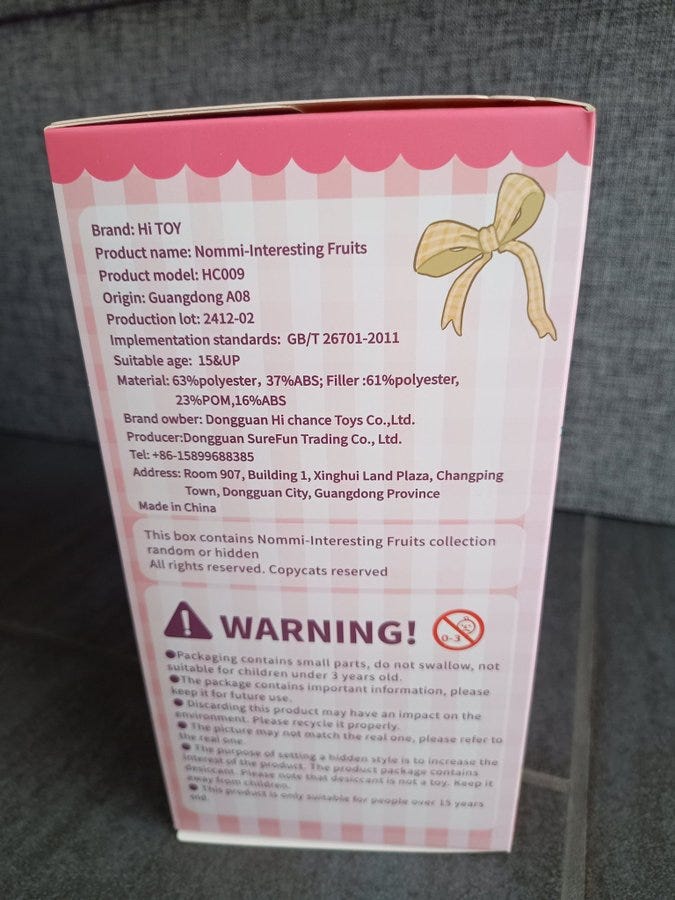 Brand: Hi TOY
Product name: Nommi-Interesting Fruits
Product model: HC009
Origin: Guangdong A08
Production lot: 2412-02
Implementation standards: GB/T 26701-2011
Suitable age: 15&UP
Material: 63%polyester, 37%ABS; Filler :61%polyester,
23%POM,16%ABS
Brand owber: Dongguan Hi chance Toys Co.,Ltd.
Producer:Dongguan SureFun Trading Co., Ltd.
Tel: +86-15899688385
Address: Room 907, Building 1, Xinghui Land Plaza, Changping
Town, Dongguan City, Guangdong Province
Made in China
This box contains Nommi-Interesting Fruits collection
random or hidden
All rights reserved. Copycats reserved
WARNING!
0-3
●Packaging contains small parts, do not swallow, not
suitable for children under 3 years old.
●The package contains important information, please
keep it for future use.
● Discarding this product may have an impact on the
environment. Please recycle it properly.
● The picture may not match the real one, please refer to
the real one.
● The purpose of setting a hidden style is to increase the
interest of the product. The product package contains
desiccant. Please note that desiccant is not a toy. Keep it
away from children.
● This product is only suitable for people over 15 years
old.